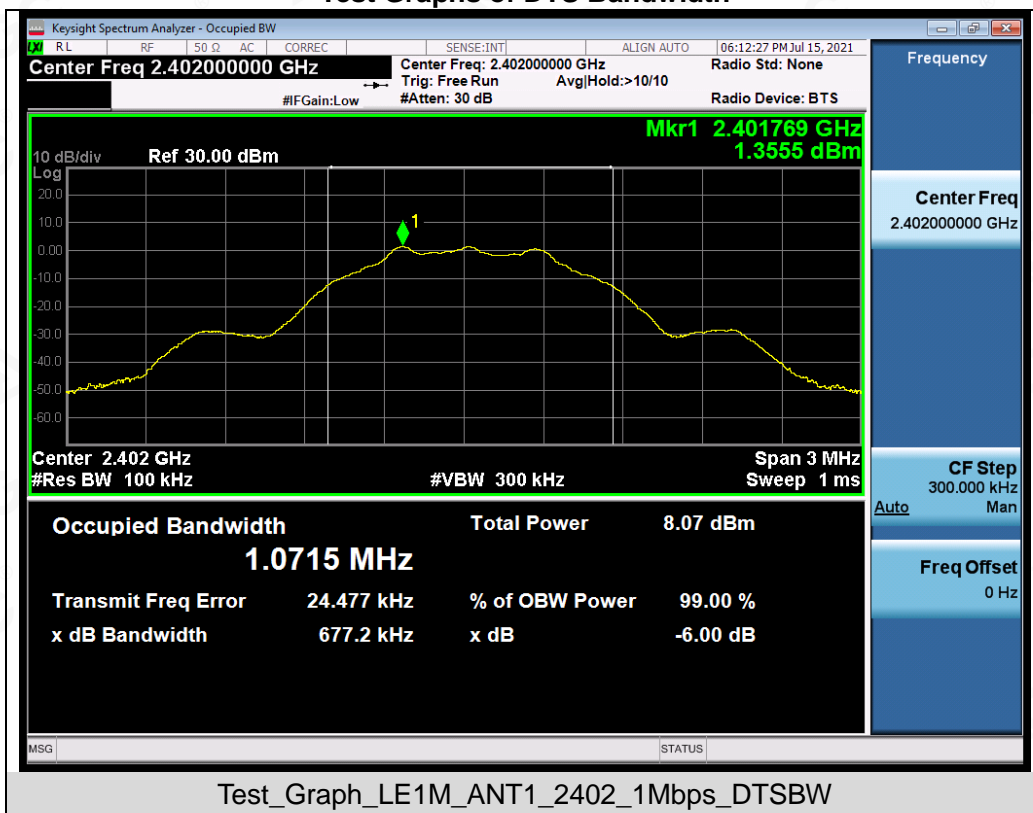 Test Graphs of DTS Bandwidth
Keysight Spectrum Analyzer - Occupied BW
LXI RL RF 50 Ω AC CORREC SENSE:INT ALIGN AUTO 06:12:27 PM Jul 15, 2021
Center Freq 2.402000000 GHz
Center Freq: 2.402000000 GHz
Radio Std: None
Trig: Free Run Avg|Hold:>10/10
#IFGain:Low #Atten: 30 dB Radio Device: BTS
Frequency
Mkr1 2.401769 GHz
1.3555 dBm
10 dB/div Ref 30.00 dBm
Log
20.0
10.0
0.00
-10.0
-20.0
-30.0
-40.0
-50.0
-60.0
1
Center 2.402 GHz Span 3 MHz
#Res BW 100 kHz #VBW 300 kHz Sweep 1 ms
Center Freq
2.402000000 GHz
CF Step
300.000 kHz
Auto Man
Freq Offset
0 Hz
Occupied Bandwidth Total Power 8.07 dBm
1.0715 MHz
Transmit Freq Error 24.477 kHz % of OBW Power 99.00 %
x dB Bandwidth 677.2 kHz x dB -6.00 dB
MSG STATUS
Test_Graph_LE1M_ANT1_2402_1Mbps_DTSBW